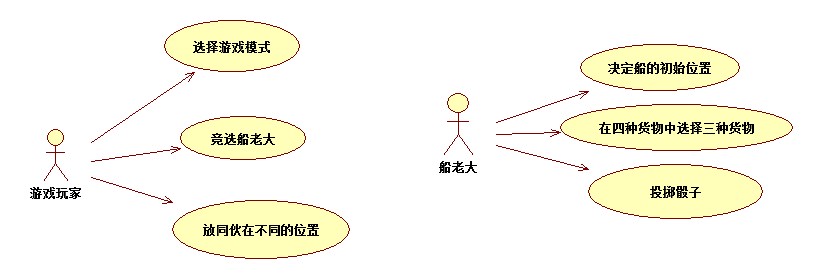 选择游戏模式
竞选船老大
放同伙在不同的位置
游戏玩家
决定船的初始位置
在四种货物中选择三种货物
投掷骰子
船老大